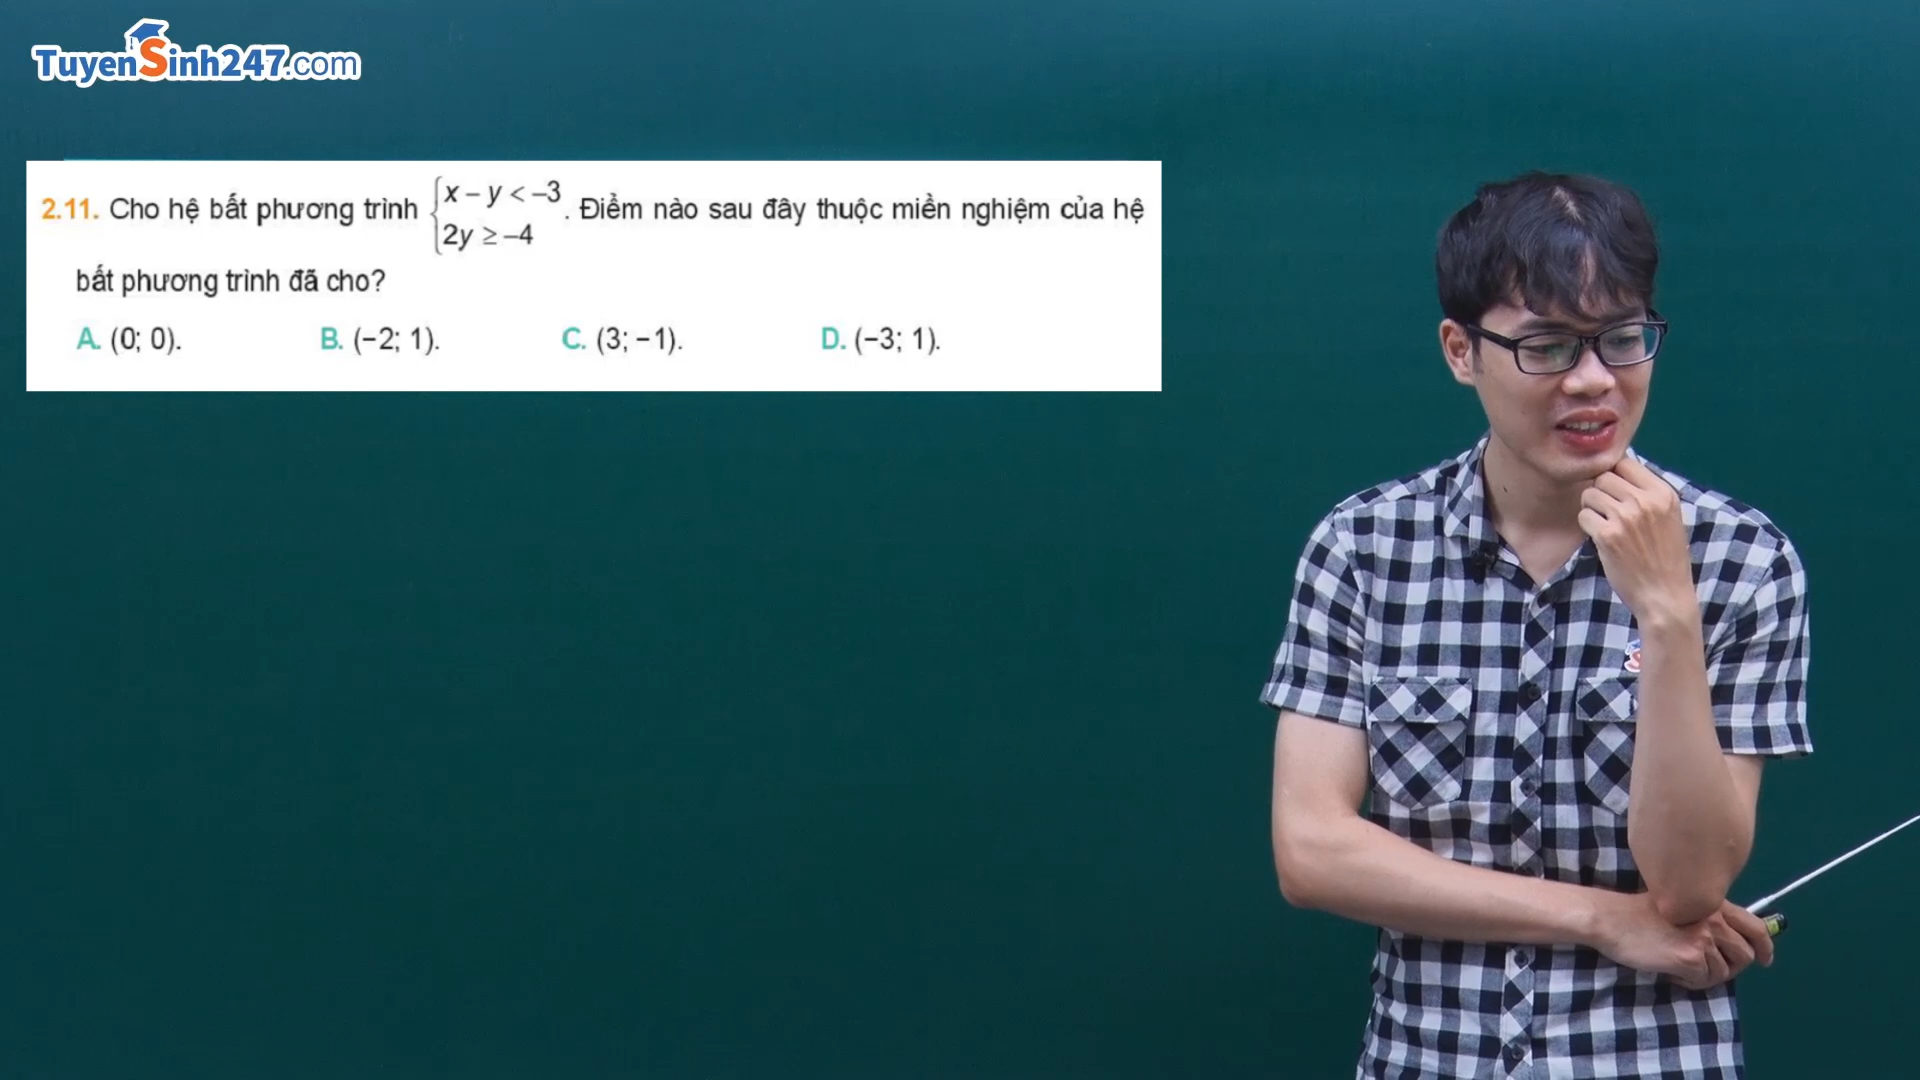 TuyenSinh247.com
2.11. Cho hệ bất phương trình { x – y < –3
2y ≥ –4 . Điểm nào sau đây thuộc miền nghiệm của hệ
bất phương trình đã cho?
A. (0; 0). B. (−2; 1). C. (3; −1). D. (−3; 1).